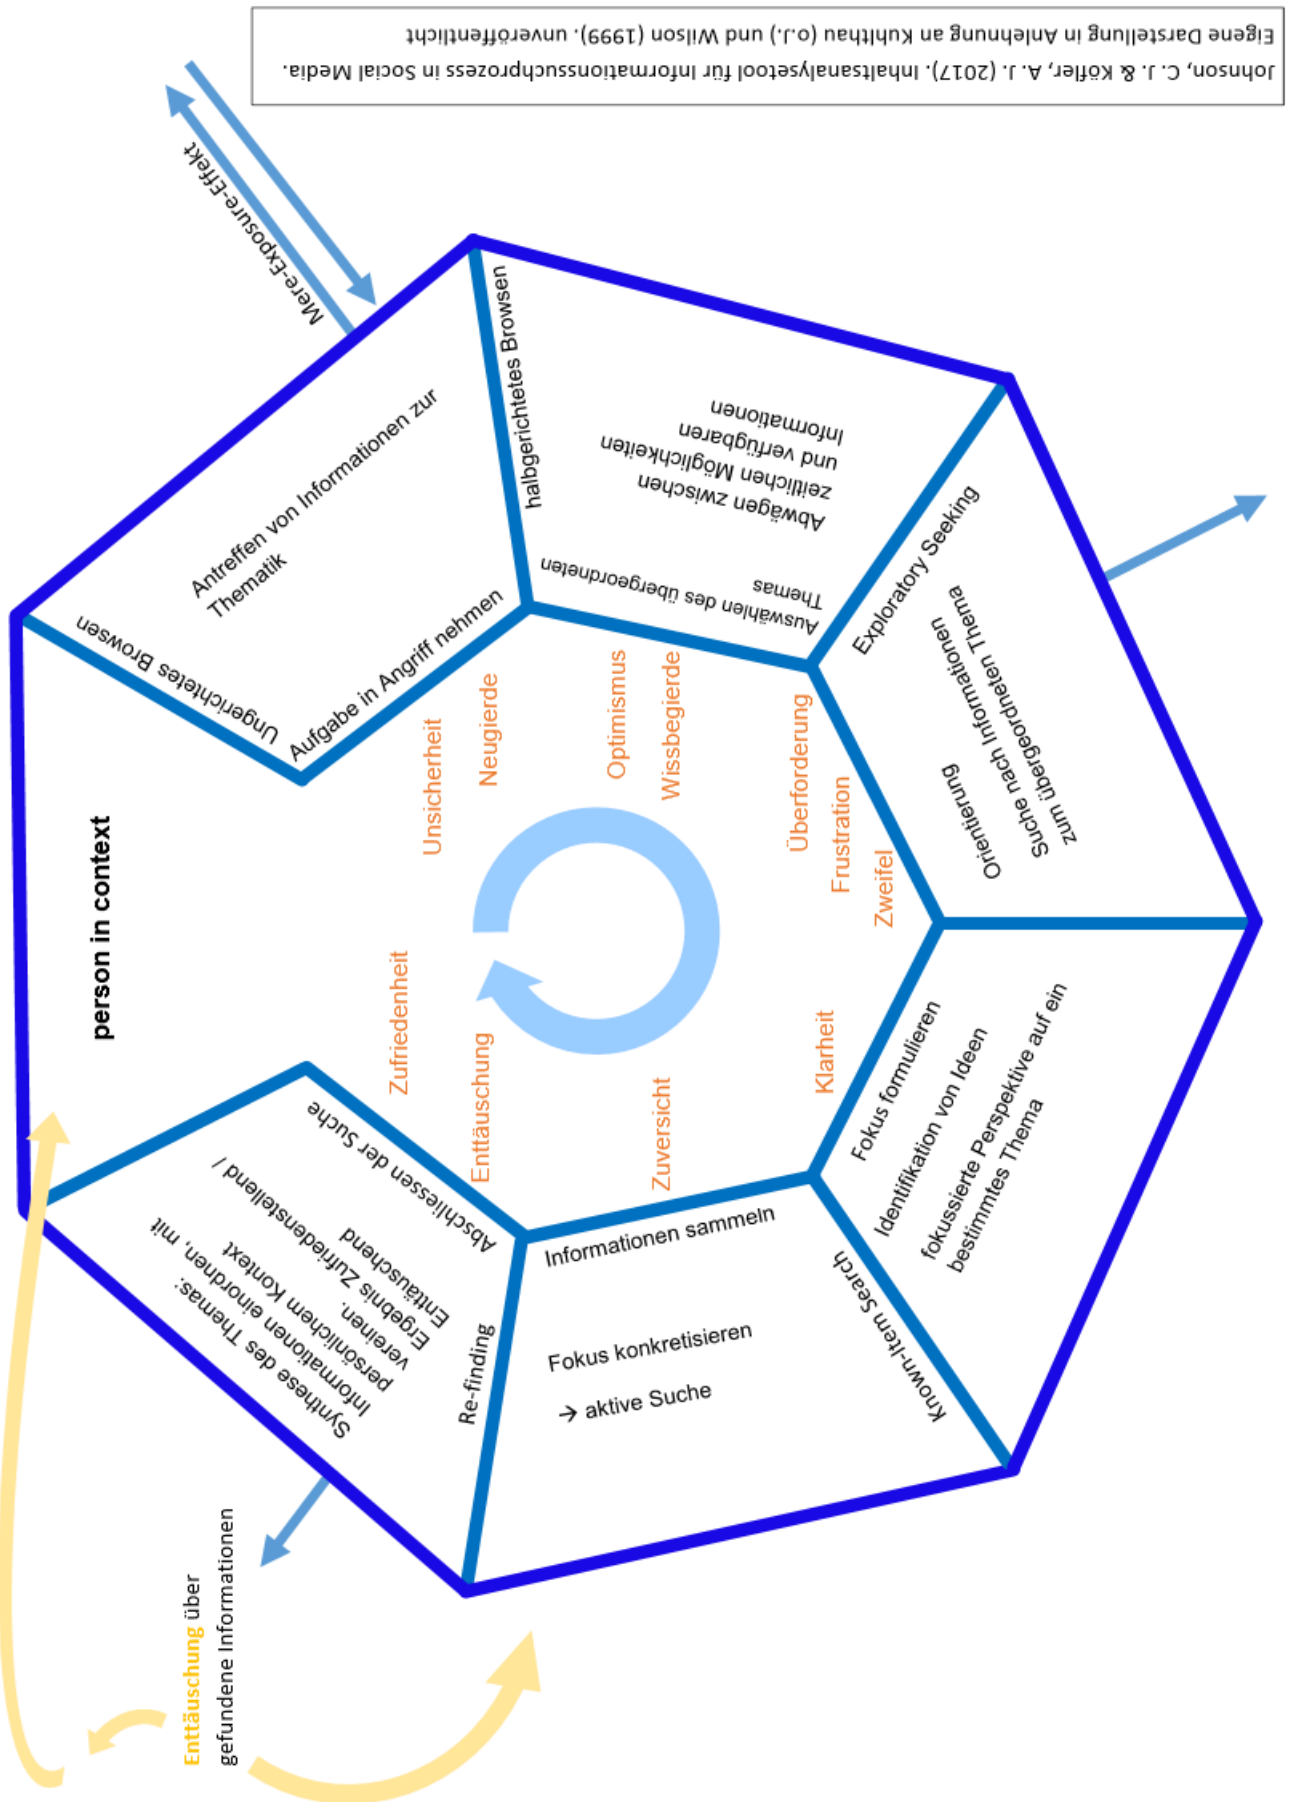 person in context
Ungerichtetes Browsen
Aufgabe in Angriff nehmen
Antreffen von Informationen zur
Thematik
Mere-Exposure-Effekt
halbgerichtetes Browsen
Auswählen des übergeordneten
Themas
Abwägen zwischen
zeitlichen Möglichkeiten
und verfügbaren
Informationen
Exploratory Seeking
Orientierung
Suche nach Informationen
zum übergeordneten Thema
Fokus formulieren
Identifikation von Ideen
fokussierte Perspektive auf ein
bestimmtes Thema
Known-Item Search
Informationen sammeln
Fokus konkretisieren
→ aktive Suche
Re-finding
Abschliessen der Suche
Synthese des Themas:
Informationen einordnen, mit
persönlichem Kontext
vereinen.
Ergebnis Zufriedenstellend /
Enttäuschend
Unsicherheit
Neugierde
Optimismus
Wissbegierde
Überforderung
Frustration
Zweifel
Klarheit
Zuversicht
Enttäuschung
Zufriedenheit
Enttäuschung über
gefundene Informationen
Johnson, C. J. & Köfler, A. J. (2017). Inhaltsanalysetool für Informationssuchprozess in Social Media.
Eigene Darstellung in Anlehnung an Kuhlthau (o.J.) und Wilson (1999). unveröffentlicht